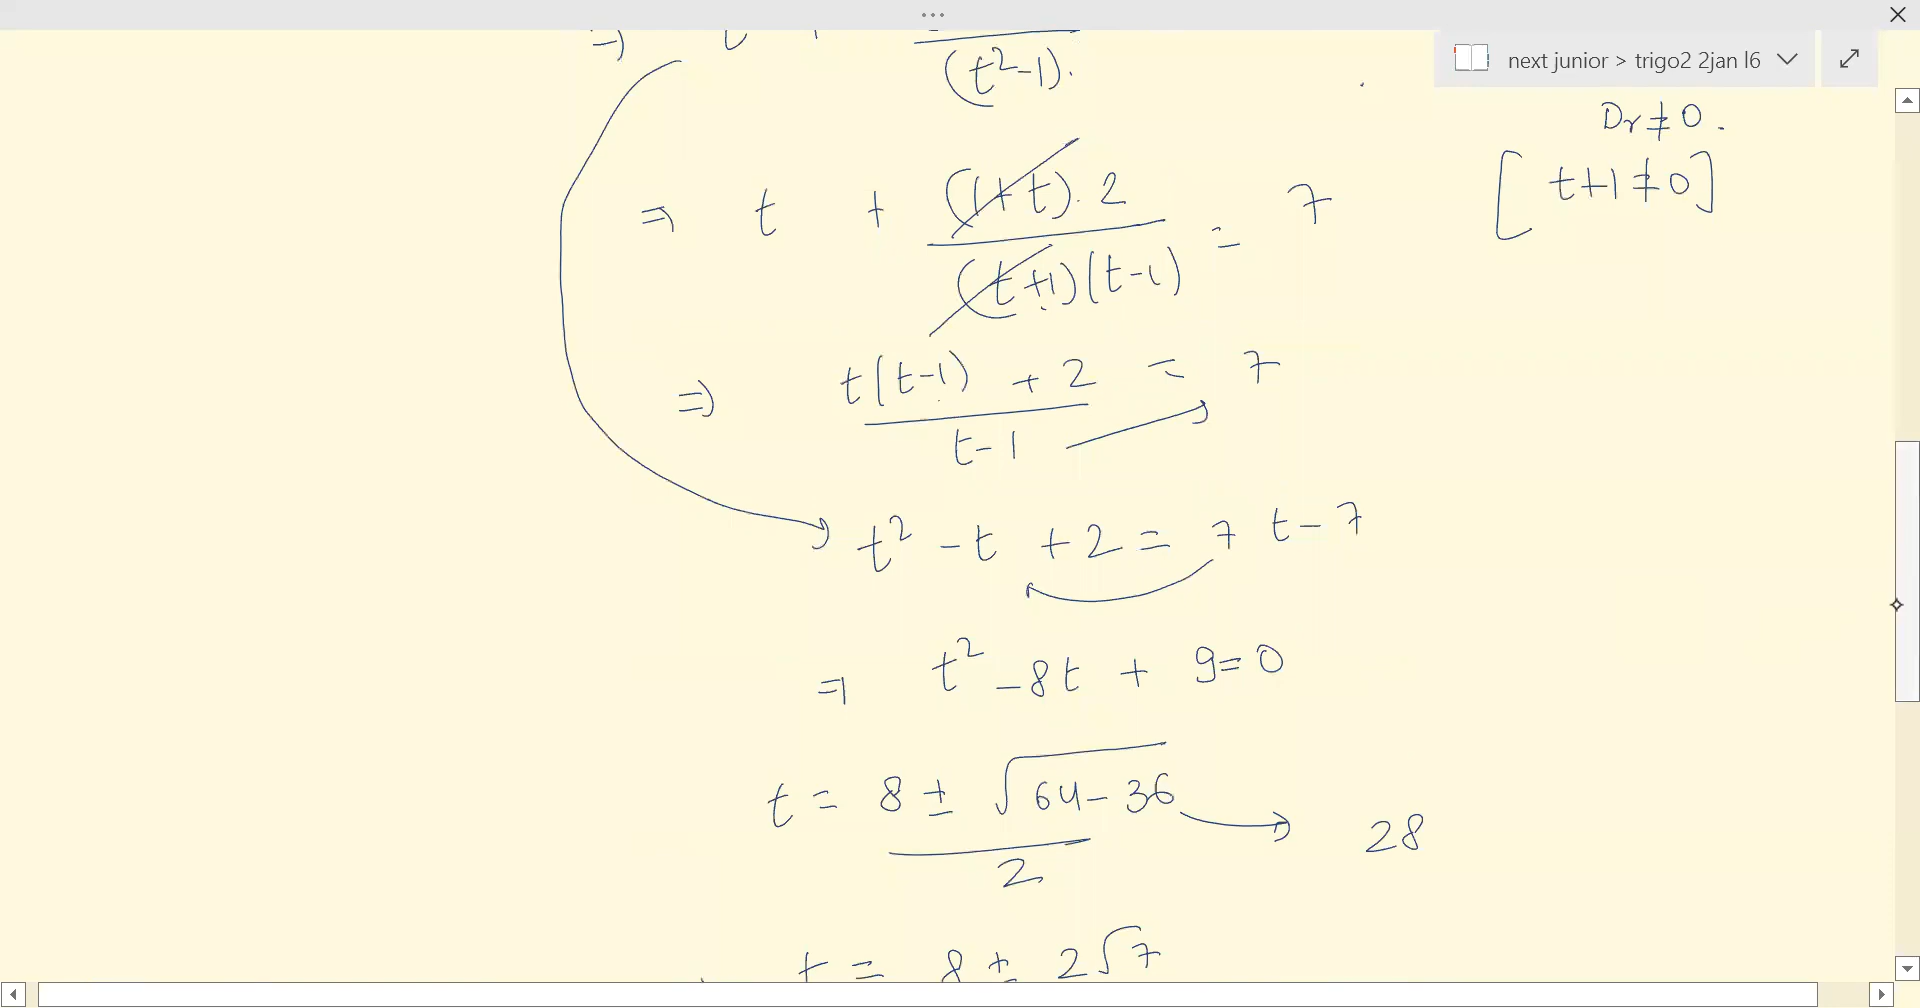 next junior > trigo2 2jan l6
(t²-1).
Dr ≠ 0.
[t+1 ≠ 0]
⇒ t + (1+t).2 / (t+1)(t-1) = 7
⇒ t(t-1) + 2 / t-1 = 7
t² - t + 2 = 7t - 7
⇒ t² - 8t + 9 = 0
t = 8 ± √64-36 / 2 → 28
t = 8 ± 2√7